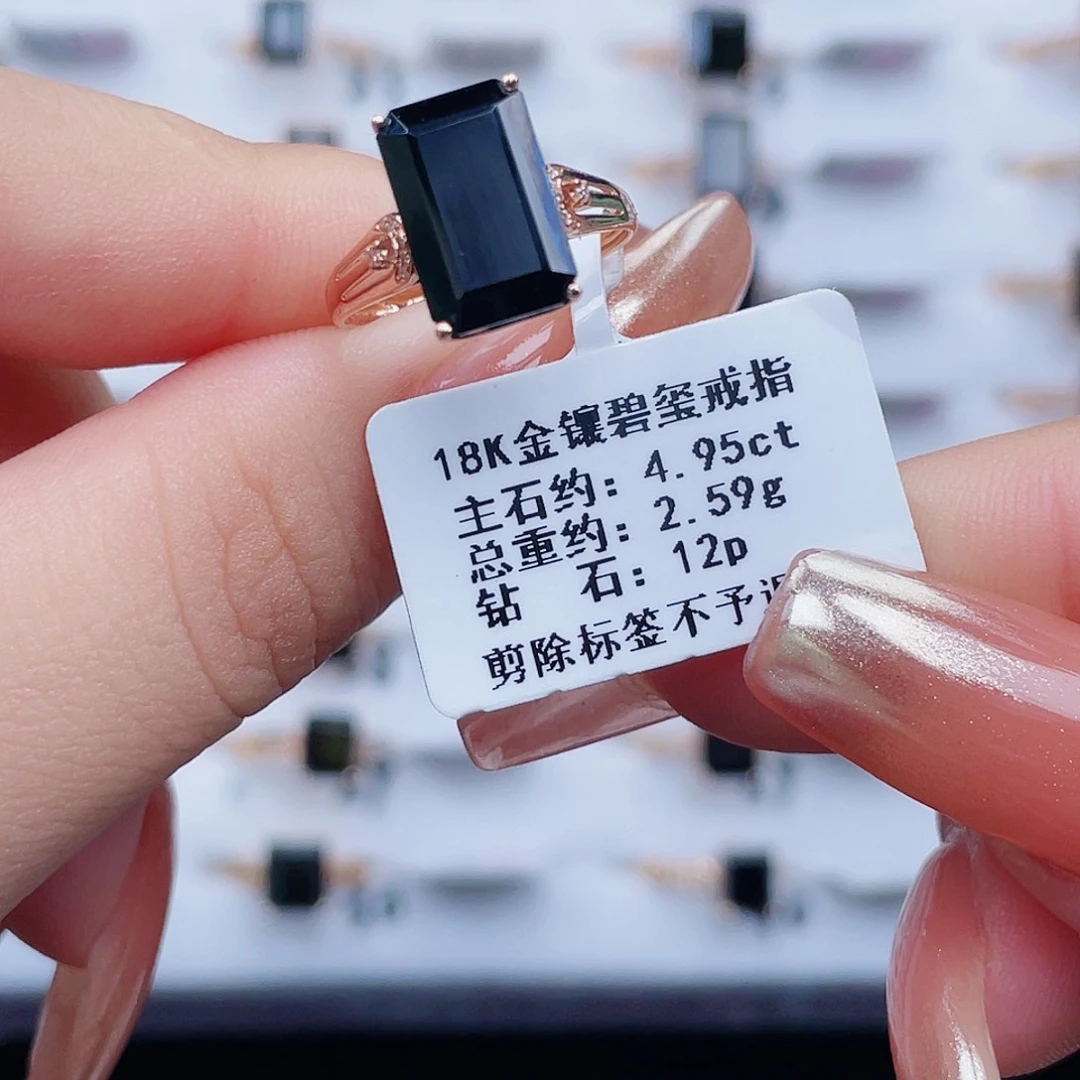 18K金镶碧玺戒指
主石约: 4.95ct
总重约: 2.59g
钻 石: 12p
剪除标签不予